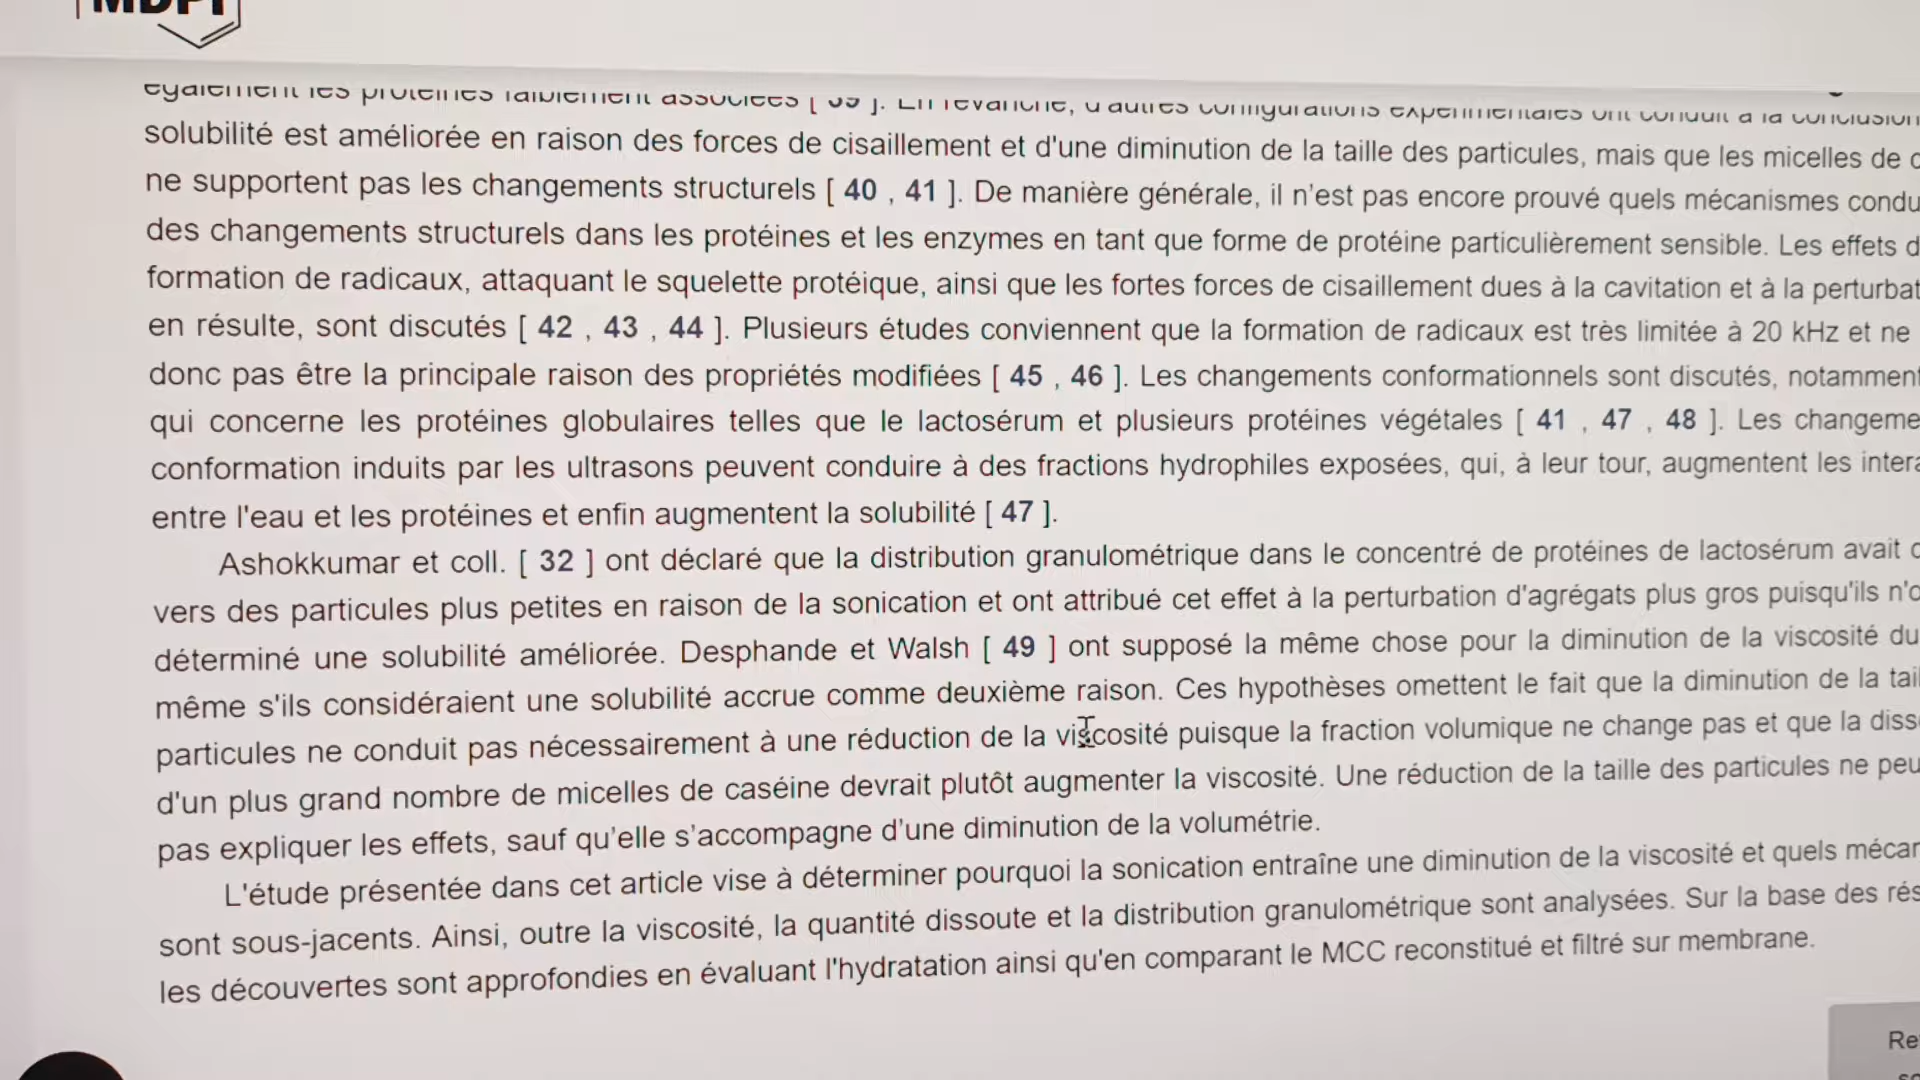 MDPI
également les protéines faiblement associées [ 39 ]. En revanche, d'autres configurations expérimentales ont conduit à la conclusion
solubilité est améliorée en raison des forces de cisaillement et d'une diminution de la taille des particules, mais que les micelles de
ne supportent pas les changements structurels [ 40 , 41 ]. De manière générale, il n'est pas encore prouvé quels mécanismes
des changements structurels dans les protéines et les enzymes en tant que forme de protéine particulièrement sensible. Les effets
formation de radicaux, attaquant le squelette protéique, ainsi que les fortes forces de cisaillement dues à la cavitation et à la
en résulte, sont discutés [ 42 , 43 , 44 ]. Plusieurs études conviennent que la formation de radicaux est très limitée à 20 kHz et ne
donc pas être la principale raison des propriétés modifiées [ 45 , 46 ]. Les changements conformationnels sont discutés, notamment
qui concerne les protéines globulaires telles que le lactosérum et plusieurs protéines végétales [ 41 , 47 , 48 ]. Les
conformation induits par les ultrasons peuvent conduire à des fractions hydrophiles exposées, qui, à leur tour, augmentent les
entre l'eau et les protéines et enfin augmentent la solubilité [ 47 ].
Ashokkumar et coll. [ 32 ] ont déclaré que la distribution granulométrique dans le concentré de protéines de lactosérum avait
vers des particules plus petites en raison de la sonication et ont attribué cet effet à la perturbation d'agrégats plus gros puisqu'ils
déterminé une solubilité améliorée. Desphande et Walsh [ 49 ] ont supposé la même chose pour la diminution de la viscosité du
même s'ils considéraient une solubilité accrue comme deuxième raison. Ces hypothèses omettent le fait que la diminution de la
particules ne conduit pas nécessairement à une réduction de la viscosité puisque la fraction volumique ne change pas et que la
d'un plus grand nombre de micelles de caséine devrait plutôt augmenter la viscosité. Une réduction de la taille des particules ne
pas expliquer les effets, sauf qu'elle s'accompagne d'une diminution de la volumétrie.
L'étude présentée dans cet article vise à déterminer pourquoi la sonication entraîne une diminution de la viscosité et quels
sont sous-jacents. Ainsi, outre la viscosité, la quantité dissoute et la distribution granulométrique sont analysées. Sur la base des
les découvertes sont approfondies en évaluant l'hydratation ainsi qu'en comparant le MCC reconstitué et filtré sur membrane.